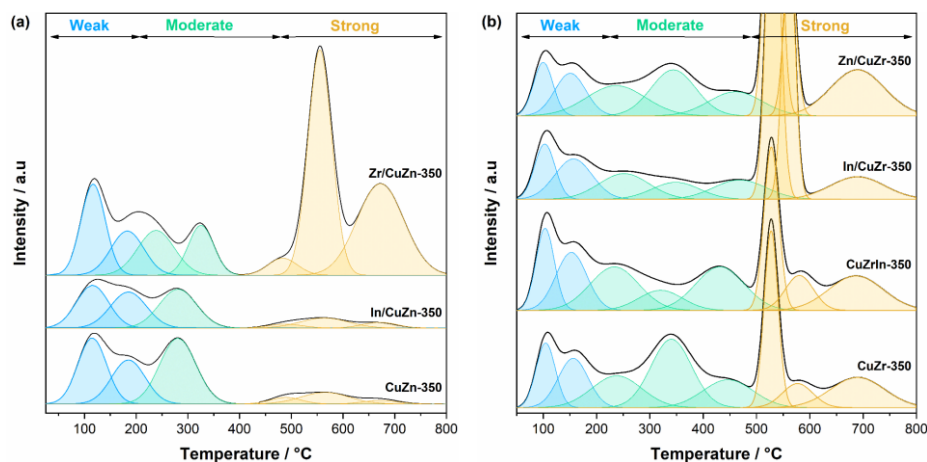 (a)
Weak Moderate Strong
Zr/CuZn-350
In/CuZn-350
CuZn-350
Intensity / a.u
100 200 300 400 500 600 700 800
Temperature / °C
(b)
Weak Moderate Strong
Zn/CuZr-350
In/CuZr-350
CuZrIn-350
CuZr-350
Intensity / a.u
100 200 300 400 500 600 700 800
Temperature / °C